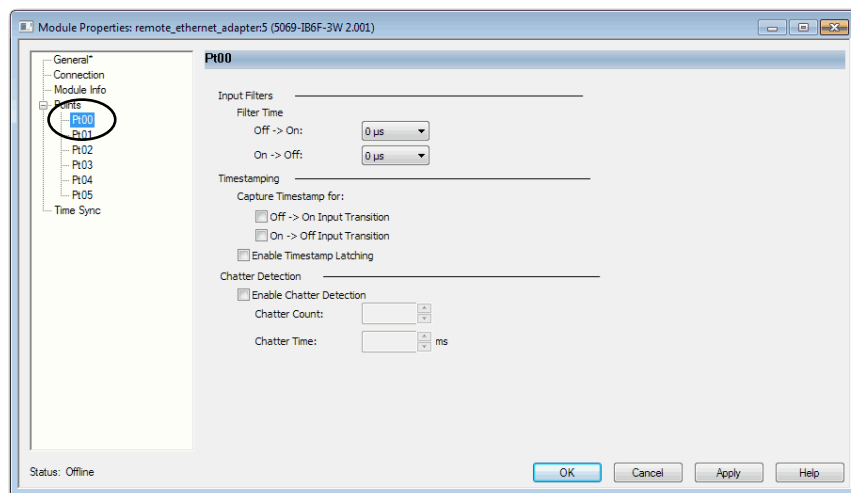 Module Properties: remote_ethernet_adapter:5 (5069-IB6F-3W 2.001)
General*
Connection
Module Info
Points
Pt00
Pt01
Pt02
Pt03
Pt04
Pt05
Time Sync
Pt00
Input Filters
Filter Time
Off -> On: 0 µs
On -> Off: 0 µs
Timestamping
Capture Timestamp for:
Off -> On Input Transition
On -> Off Input Transition
Enable Timestamp Latching
Chatter Detection
Enable Chatter Detection
Chatter Count:
Chatter Time: ms
Status: Offline
OK Cancel Apply Help